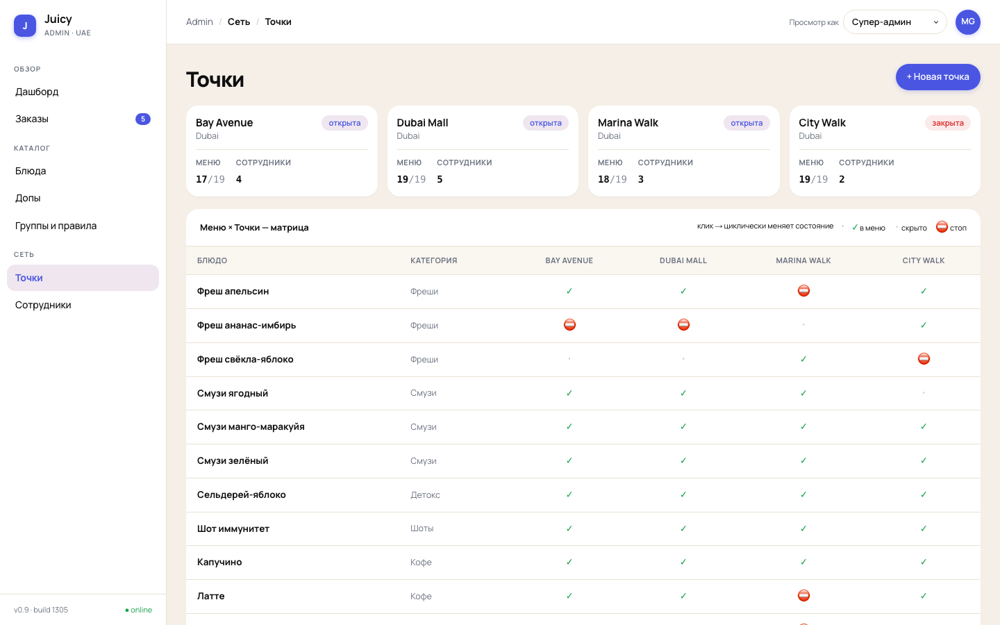 J
Juicy
ADMIN · UAE
ОБЗОР
Дашборд
Заказы 5
КАТАЛОГ
Блюда
Допы
Группы и правила
СЕТЬ
Точки
Сотрудники
v0.9 · build 1305 ● online
Admin / Сеть / Точки
Просмотр как Супер-админ MG
Точки
+ Новая точка
Bay Avenue открыта
Dubai
МЕНЮ СОТРУДНИКИ
17/19 4
Dubai Mall открыта
Dubai
МЕНЮ СОТРУДНИКИ
19/19 5
Marina Walk открыта
Dubai
МЕНЮ СОТРУДНИКИ
18/19 3
City Walk закрыта
Dubai
МЕНЮ СОТРУДНИКИ
19/19 2
Меню × Точки — матрица клик → циклически меняет состояние · ✓ в меню · скрыто ⛔ стоп
БЛЮДО КАТЕГОРИЯ BAY AVENUE DUBAI MALL MARINA WALK CITY WALK
Фреш апельсин Фреши ✓ ✓ ⛔ ✓
Фреш ананас-имбирь Фреши ⛔ ⛔ · ✓
Фреш свёкла-яблоко Фреши · · ✓ ⛔
Смузи ягодный Смузи ✓ ✓ ✓ ·
Смузи манго-маракуйя Смузи ✓ ✓ ✓ ✓
Смузи зелёный Смузи ✓ ✓ ✓ ✓
Сельдерей-яблоко Детокс ✓ ✓ ✓ ✓
Шот иммунитет Шоты ✓ ✓ ✓ ✓
Капучино Кофе ✓ ✓ ✓ ✓
Латте Кофе ✓ ✓ ⛔ ✓